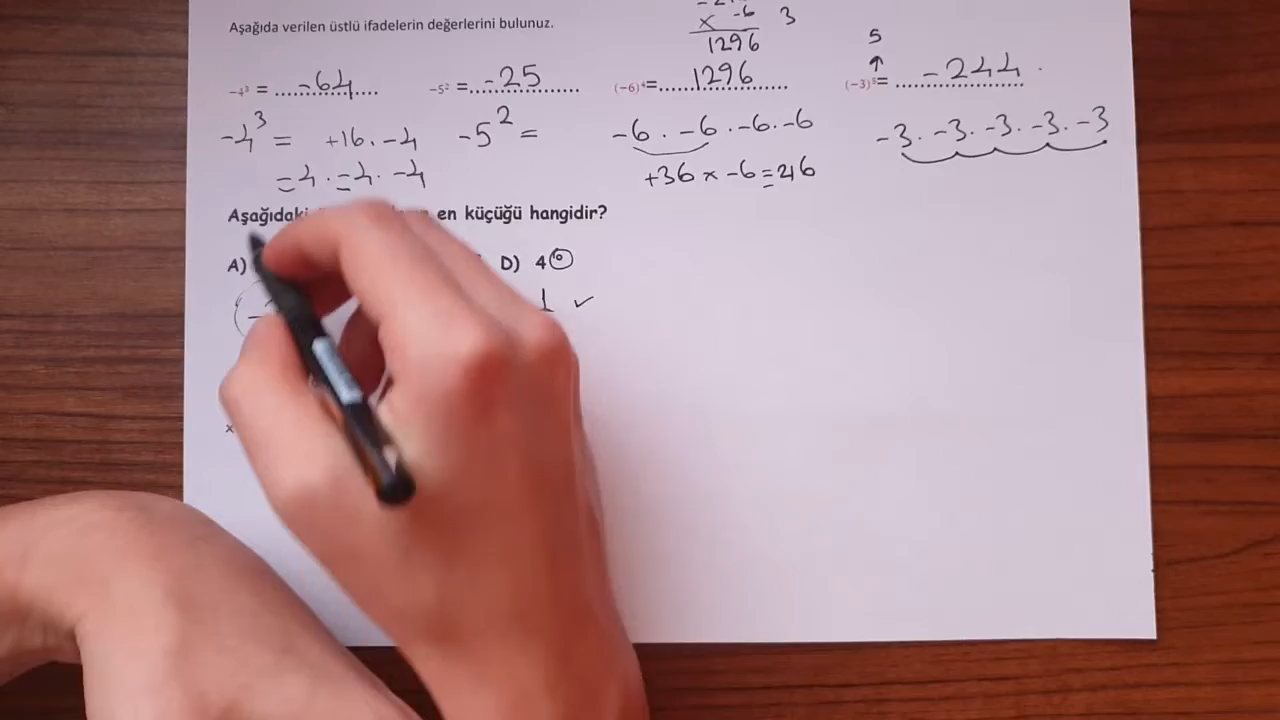 Aşağıda verilen üstlü ifadelerin değerlerini bulunuz.
x -6 3
1296
5
-4³ = -64 -5² = -25 (-6)⁴= 1296 (-3)⁵= -244
-4³ = +16 . -4 -5² = -6 . -6 . -6 . -6 -3 . -3 . -3 . -3 . -3
-4 . -4 . -4 +36 x -6 = 246
Aşağıdaki en küçüğü hangidir?
A) D) 4⁰
1 ✓
x